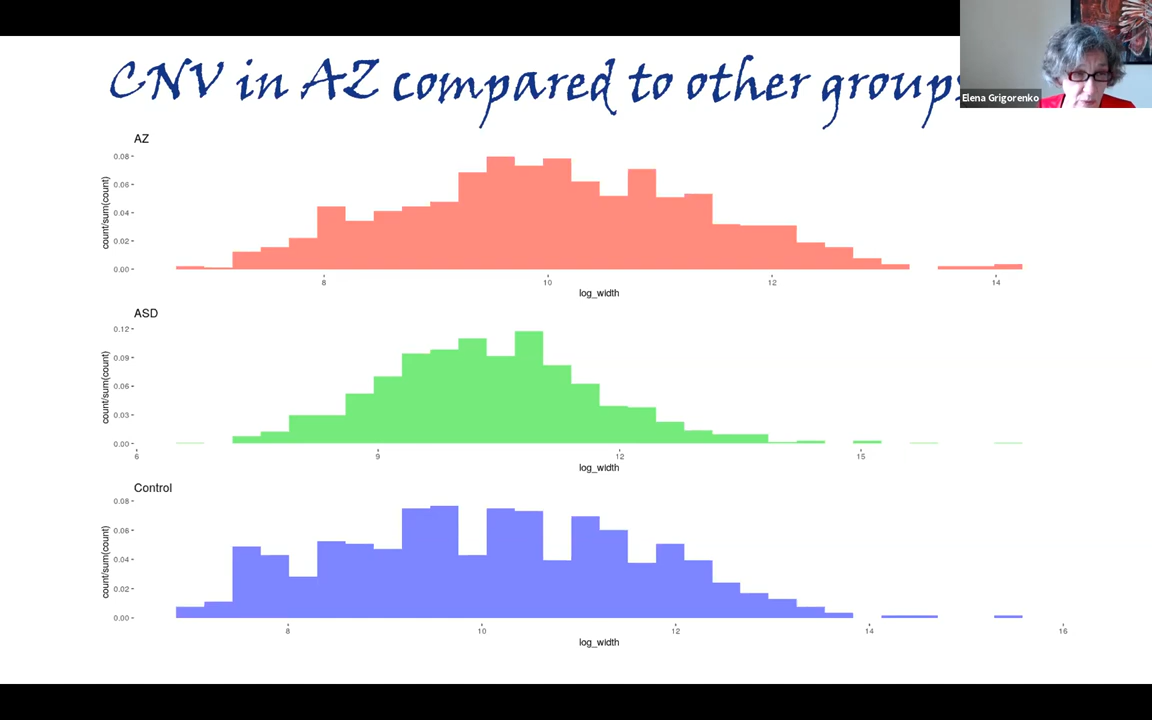 CNV in AZ compared to other groups
Elena Grigorenko
AZ
0.08
0.06
0.04
0.02
0.00
count/sum(count)
8 10 12 14
log_width
ASD
0.12
0.09
0.06
0.03
0.00
count/sum(count)
6 9 12 15
log_width
Control
0.08
0.06
0.04
0.02
0.00
count/sum(count)
8 10 12 14 16
log_width